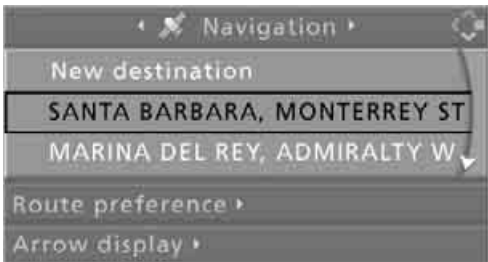 Navigation
New destination
SANTA BARBARA, MONTERREY ST
MARINA DEL REY, ADMIRALTY W
Route preference
Arrow display